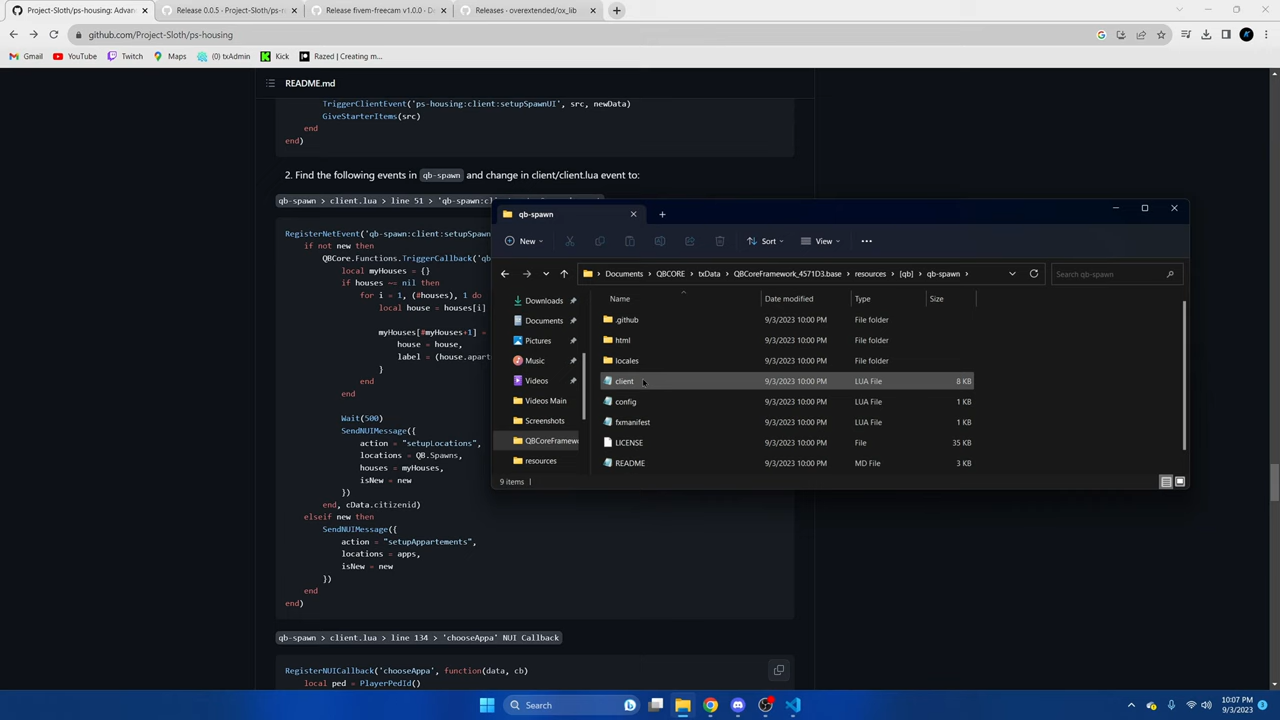 Project-Sloth/ps-housing: Advan
Release 0.0.5 · Project-Sloth/ps-h
Release fivem-freecam v1.0.0 · De
Releases · overextended/ox_lib
github.com/Project-Sloth/ps-housing
Gmail YouTube Twitch Maps (0) txAdmin Kick Razed | Creating m...
README.md
TriggerClientEvent('ps-housing:client:setupSpawnUI', src, newData)
GiveStarterItems(src)
end
end)
2. Find the following events in qb-spawn and change in client/client.lua event to:
qb-spawn > client.lua > line 51 > 'qb-spawn:cl
RegisterNetEvent('qb-spawn:client:setupSpawn
if not new then
QBCore.Functions.TriggerCallback('q
local myHouses = {}
if houses ~= nil then
for i = 1, (#houses), 1 do
local house = houses[i]
myHouses[#myHouses+1] =
house = house,
label = (house.apart
}
end
end
Wait(500)
SendNUIMessage({
action = "setupLocations",
locations = QB.Spawns,
houses = myHouses,
isNew = new
})
end, cData.citizenid)
elseif new then
SendNUIMessage({
action = "setupAppartements",
locations = apps,
isNew = new
})
end
end)
qb-spawn > client.lua > line 134 > 'chooseAppa' NUI Callback
RegisterNUICallback('chooseAppa', function(data, cb)
local ped = PlayerPedId()
qb-spawn
New Sort View
Documents > QBCORE > txData > QBCoreFramework_4571D3.base > resources > [qb] > qb-spawn >
Search qb-spawn
Downloads
Documents
Pictures
Music
Videos
Videos Main
Screenshots
QBCoreFramew
resources
Name Date modified Type Size
.github 9/3/2023 10:00 PM File folder
html 9/3/2023 10:00 PM File folder
locales 9/3/2023 10:00 PM File folder
client 9/3/2023 10:00 PM LUA File 8 KB
config 9/3/2023 10:00 PM LUA File 1 KB
fxmanifest 9/3/2023 10:00 PM LUA File 1 KB
LICENSE 9/3/2023 10:00 PM File 35 KB
README 9/3/2023 10:00 PM MD File 3 KB
9 items
Search
10:07 PM
9/3/2023